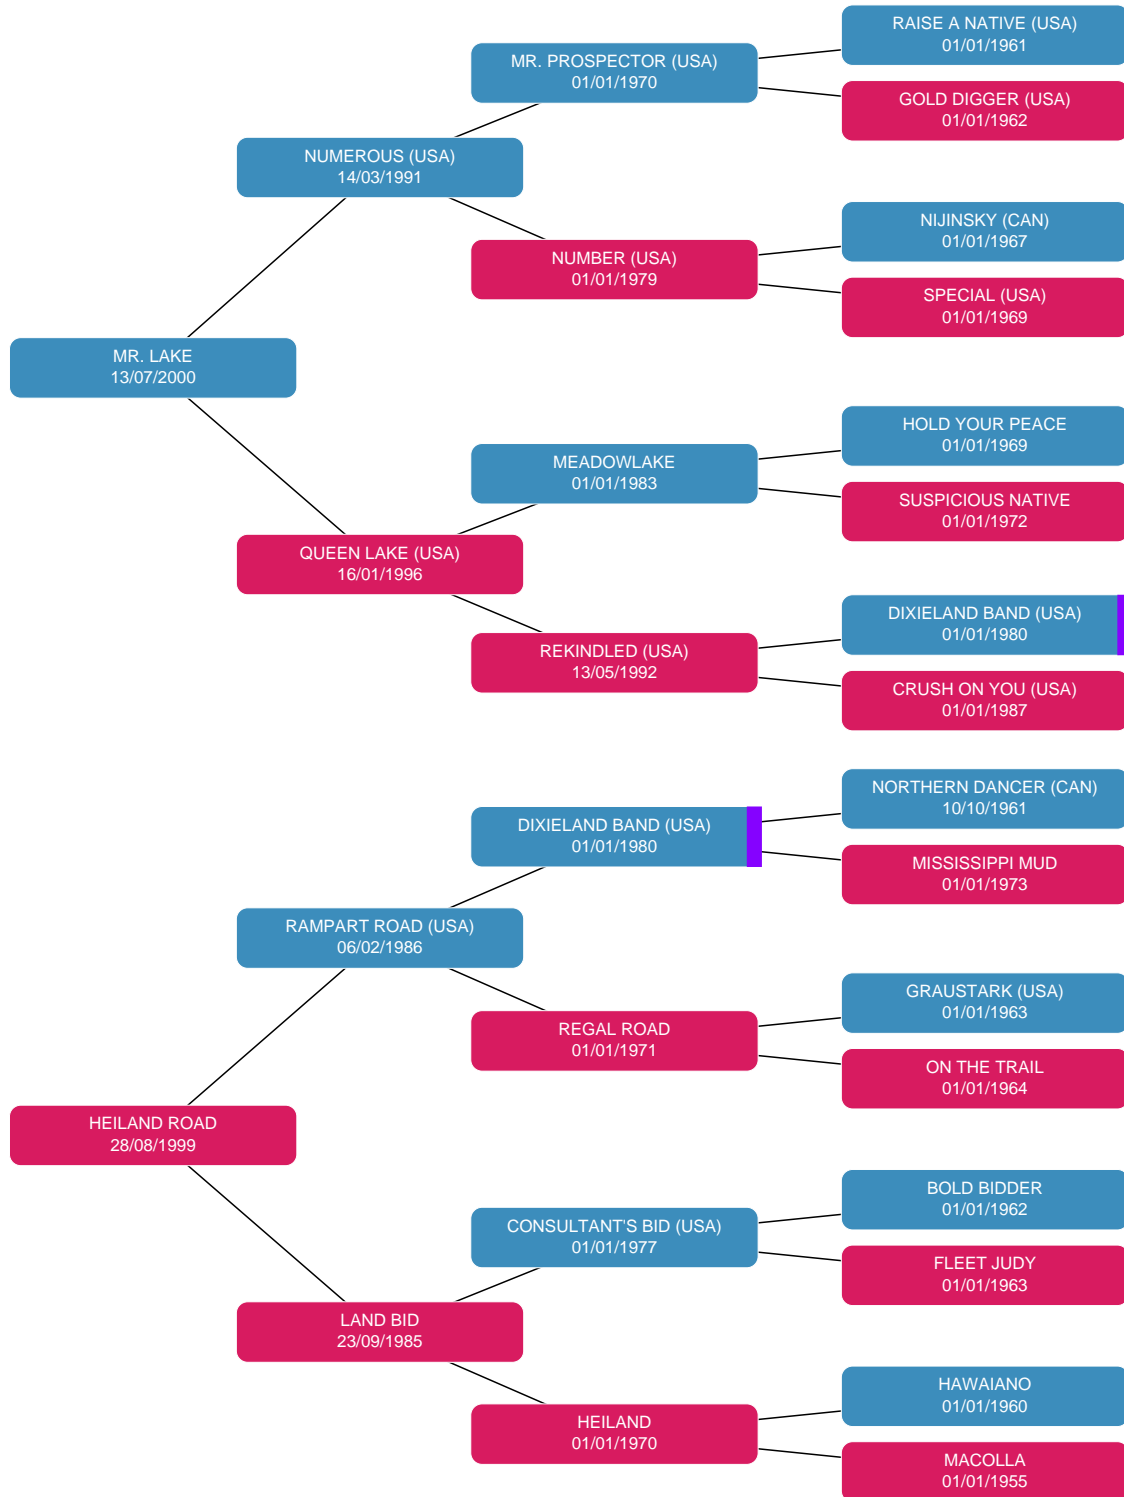 RAISE A NATIVE (USA)
01/01/1961
MR. PROSPECTOR (USA)
01/01/1970
GOLD DIGGER (USA)
01/01/1962
NUMEROUS (USA)
14/03/1991
NIJINSKY (CAN)
01/01/1967
NUMBER (USA)
01/01/1979
SPECIAL (USA)
01/01/1969
MR. LAKE
13/07/2000
HOLD YOUR PEACE
01/01/1969
MEADOWLAKE
01/01/1983
SUSPICIOUS NATIVE
01/01/1972
QUEEN LAKE (USA)
16/01/1996
DIXIELAND BAND (USA)
01/01/1980
REKINDLED (USA)
13/05/1992
CRUSH ON YOU (USA)
01/01/1987
NORTHERN DANCER (CAN)
10/10/1961
DIXIELAND BAND (USA)
01/01/1980
MISSISSIPPI MUD
01/01/1973
RAMPART ROAD (USA)
06/02/1986
GRAUSTARK (USA)
01/01/1963
REGAL ROAD
01/01/1971
ON THE TRAIL
01/01/1964
HEILAND ROAD
28/08/1999
BOLD BIDDER
01/01/1962
CONSULTANT'S BID (USA)
01/01/1977
FLEET JUDY
01/01/1963
LAND BID
23/09/1985
HAWAIANO
01/01/1960
HEILAND
01/01/1970
MACOLLA
01/01/1955